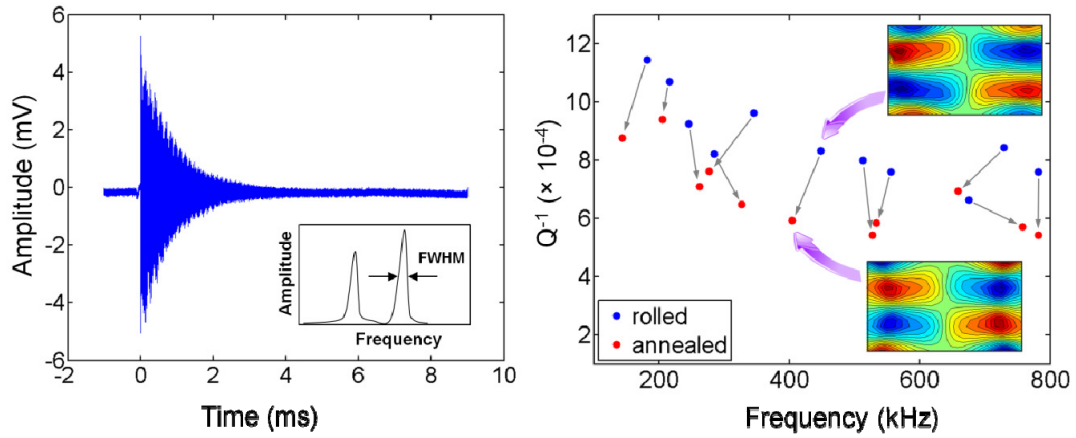 6
4
2
0
-2
-4
-6
-2
0
2
4
6
8
10
Amplitude (mV)
Time (ms)
Amplitude
FWHM
Frequency
12
10
8
6
4
2
200
400
600
800
Q⁻¹ (× 10⁻⁴)
rolled
annealed
Frequency (kHz)